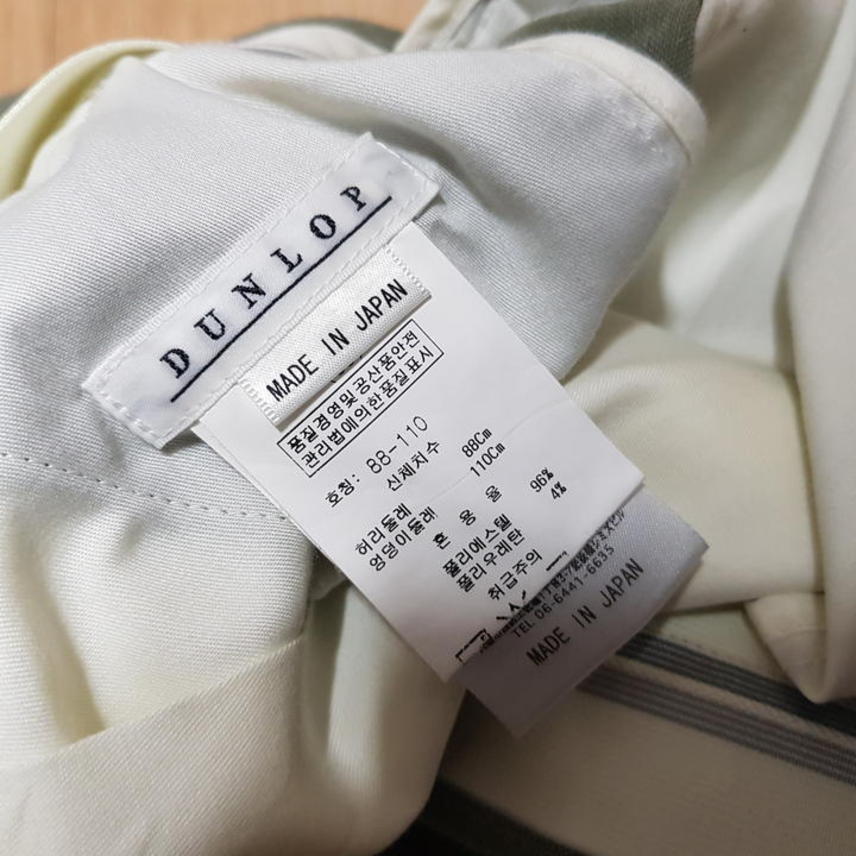 DUNLOP
MADE IN JAPAN
품질경영및공산품안전
관리법에의한품질표시
호칭: 88-110
신체치수
허리둘레 88Cm
엉덩이둘레 110Cm
혼 용 율
폴리에스텔 96%
폴리우레탄 4%
취급주의
TEL 06-6441-6635
MADE IN JAPAN